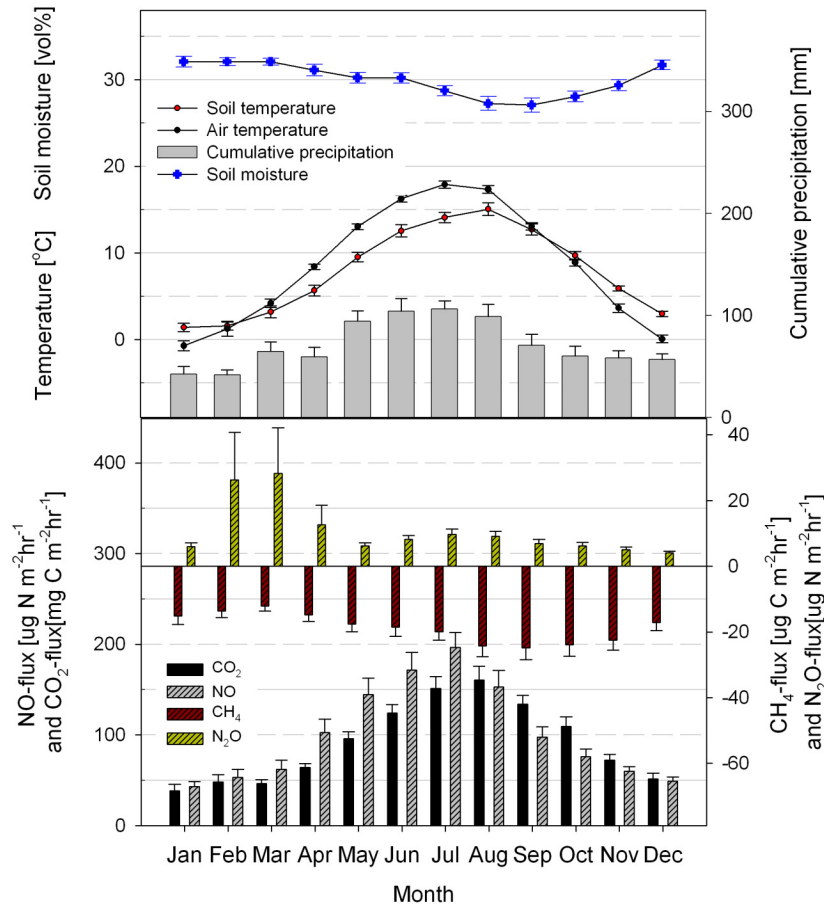 Soil moisture [vol%]
Temperature [°C]
30
20
10
0
Soil temperature
Air temperature
Cumulative precipitation
Soil moisture
300
200
100
0
Cumulative precipitation [mm]
NO-flux [ug N m⁻²hr⁻¹]
and CO₂-flux[mg C m⁻²hr⁻¹]
400
300
200
100
0
CO₂
NO
CH₄
N₂O
40
20
0
-20
-40
-60
CH₄-flux [ug C m⁻²hr⁻¹]
and N₂O-flux [ug N m⁻²hr⁻¹]
Jan Feb Mar Apr May Jun Jul Aug Sep Oct Nov Dec
Month